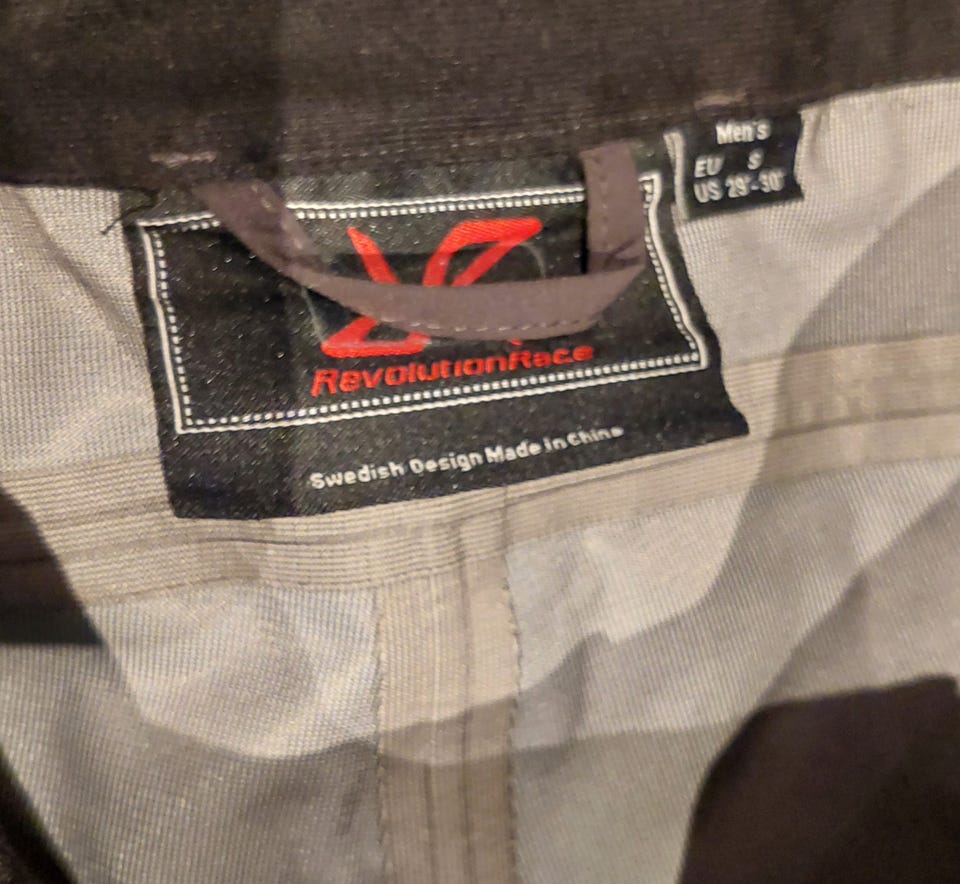 Men's
EU S
US 29"-30"
RevolutionRace
Swedish Design Made In China